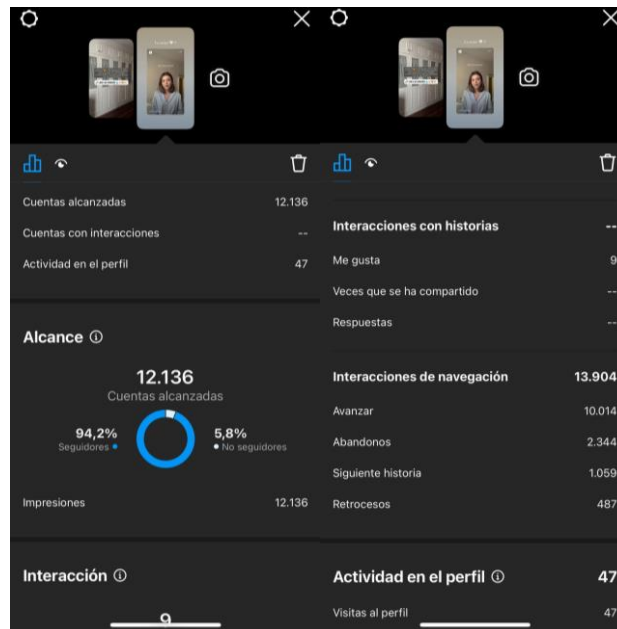 Cuentas alcanzadas 12.136
Cuentas con interacciones --
Actividad en el perfil 47
Alcance
12.136
Cuentas alcanzadas
94,2% 5,8%
Seguidores No seguidores
Impresiones 12.136
Interacción
9
Interacciones con historias --
Me gusta 9
Veces que se ha compartido --
Respuestas --
Interacciones de navegación 13.904
Avanzar 10.014
Abandonos 2.344
Siguiente historia 1.059
Retrocesos 487
Actividad en el perfil 47
Visitas al perfil 47